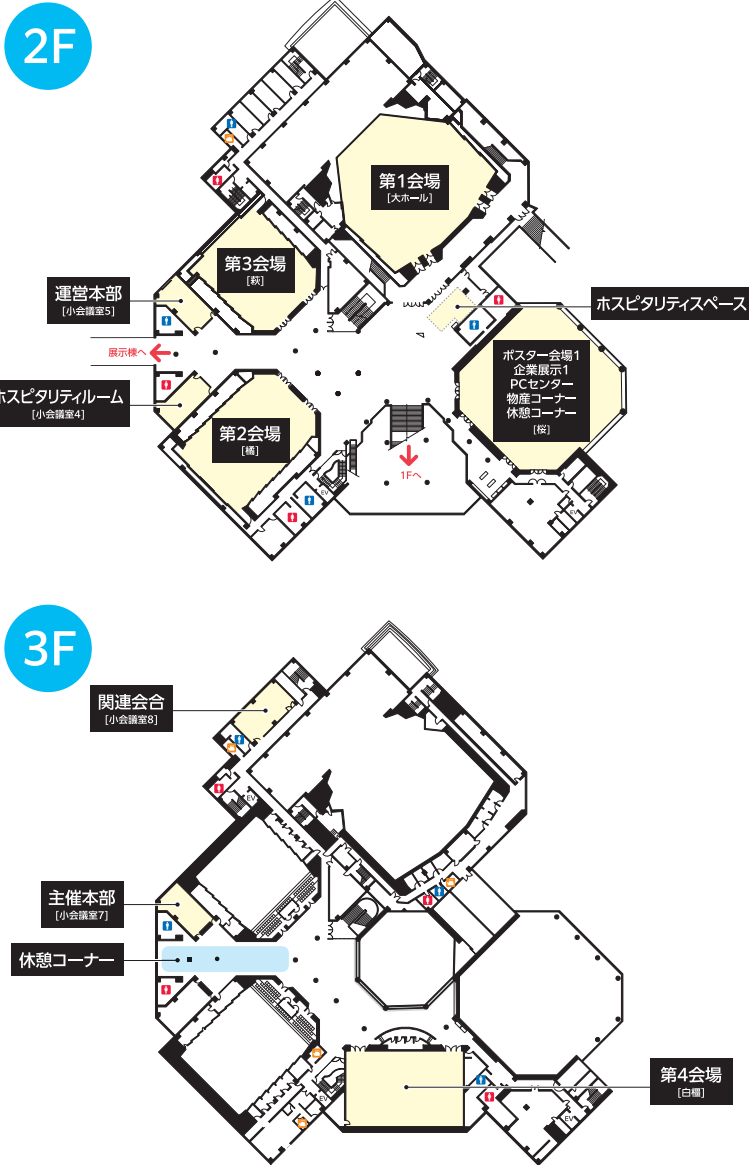 2F
第1会場
[大ホール]
第3会場
[萩]
運営本部
[小会議室5]
ホスピタリティスペース
展示棟へ
ポスター会場1
企業展示1
PCセンター
物産コーナー
休憩コーナー
[桜]
ホスピタリティルーム
[小会議室4]
第2会場
[橘]
1Fへ
EV
EV
3F
関連会合
[小会議室8]
EV
主催本部
[小会議室7]
休憩コーナー
第4会場
[白橿]
EV
EV